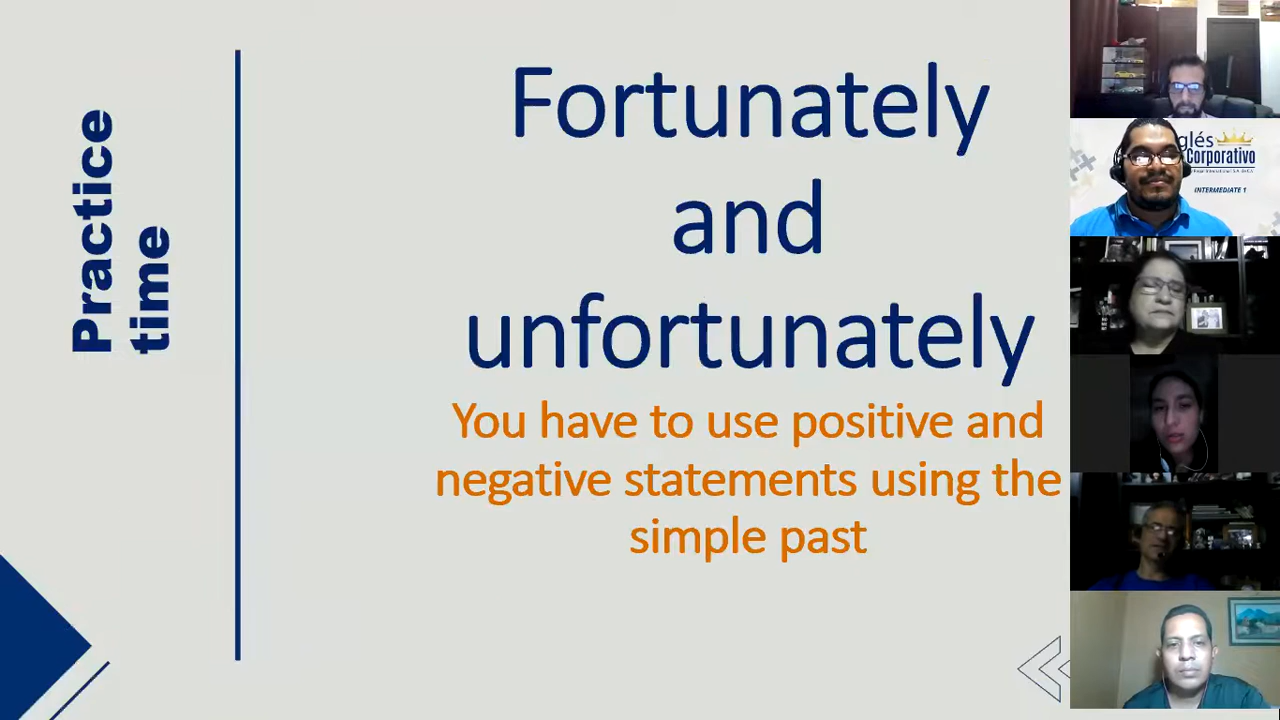 Practice
time
Fortunately
and
unfortunately
You have to use positive and
negative statements using the
simple past
glés
Corporativo
INTERMEDIATE 1